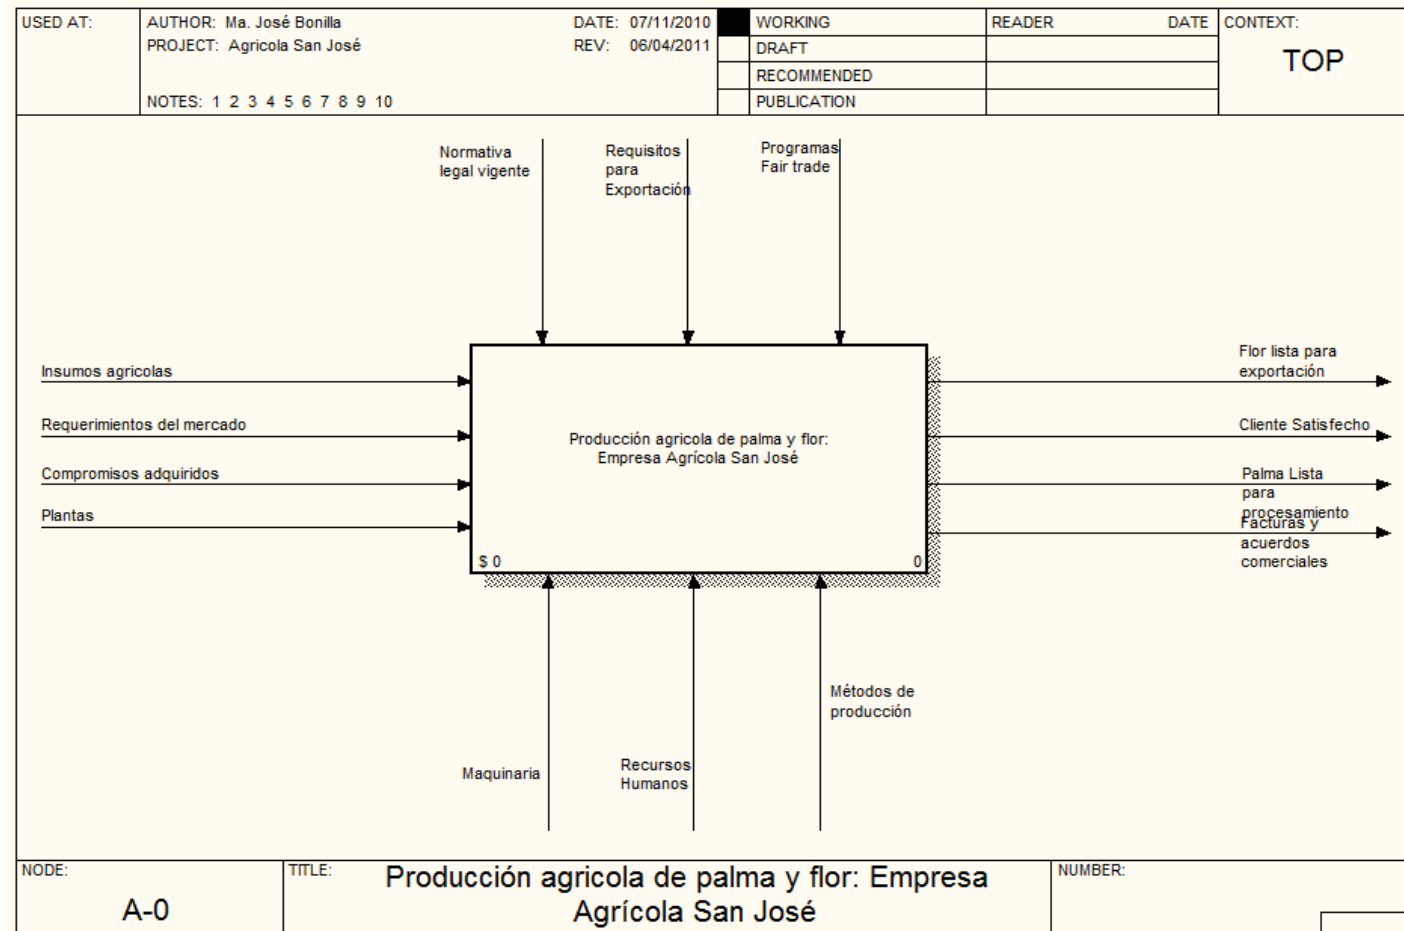 USED AT:
AUTHOR: Ma. José Bonilla
DATE: 07/11/2010
WORKING
READER
DATE
CONTEXT:
PROJECT: Agricola San José
REV: 06/04/2011
DRAFT
TOP
RECOMMENDED
NOTES: 1 2 3 4 5 6 7 8 9 10
PUBLICATION
Normativa
legal vigente
Requisitos
para
Exportación
Programas
Fair trade
Insumos agricolas
Requerimientos del mercado
Compromisos adquiridos
Plantas
Producción agricola de palma y flor:
Empresa Agrícola San José
$ 0
0
Flor lista para
exportación
Cliente Satisfecho
Palma Lista
para
procesamiento
Facturas y
acuerdos
comerciales
Maquinaria
Recursos
Humanos
Métodos de
producción
NODE:
A-0
TITLE:
Producción agricola de palma y flor: Empresa
Agrícola San José
NUMBER: